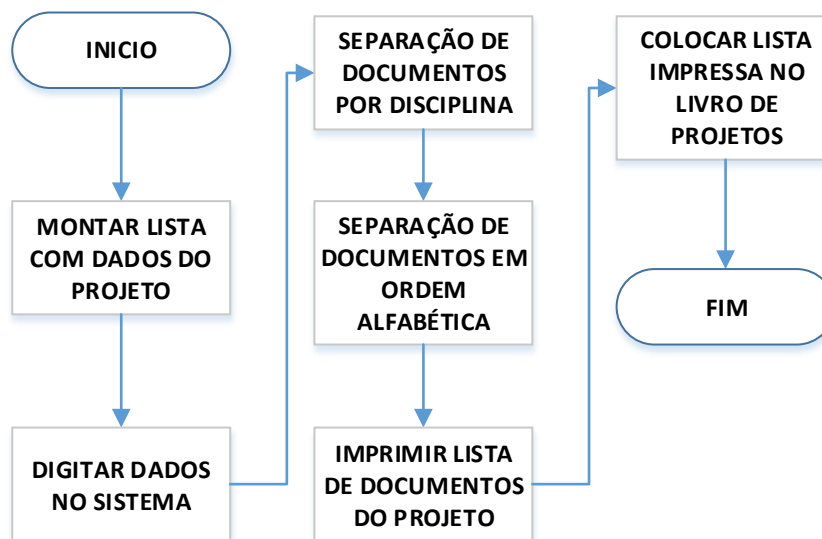 INICIO
MONTAR LISTA
COM DADOS DO
PROJETO
DIGITAR DADOS
NO SISTEMA
SEPARAÇÃO DE
DOCUMENTOS
POR DISCIPLINA
SEPARAÇÃO DE
DOCUMENTOS EM
ORDEM
ALFABÉTICA
IMPRIMIR LISTA
DE DOCUMENTOS
DO PROJETO
COLOCAR LISTA
IMPRESSA NO
LIVRO DE
PROJETOS
FIM